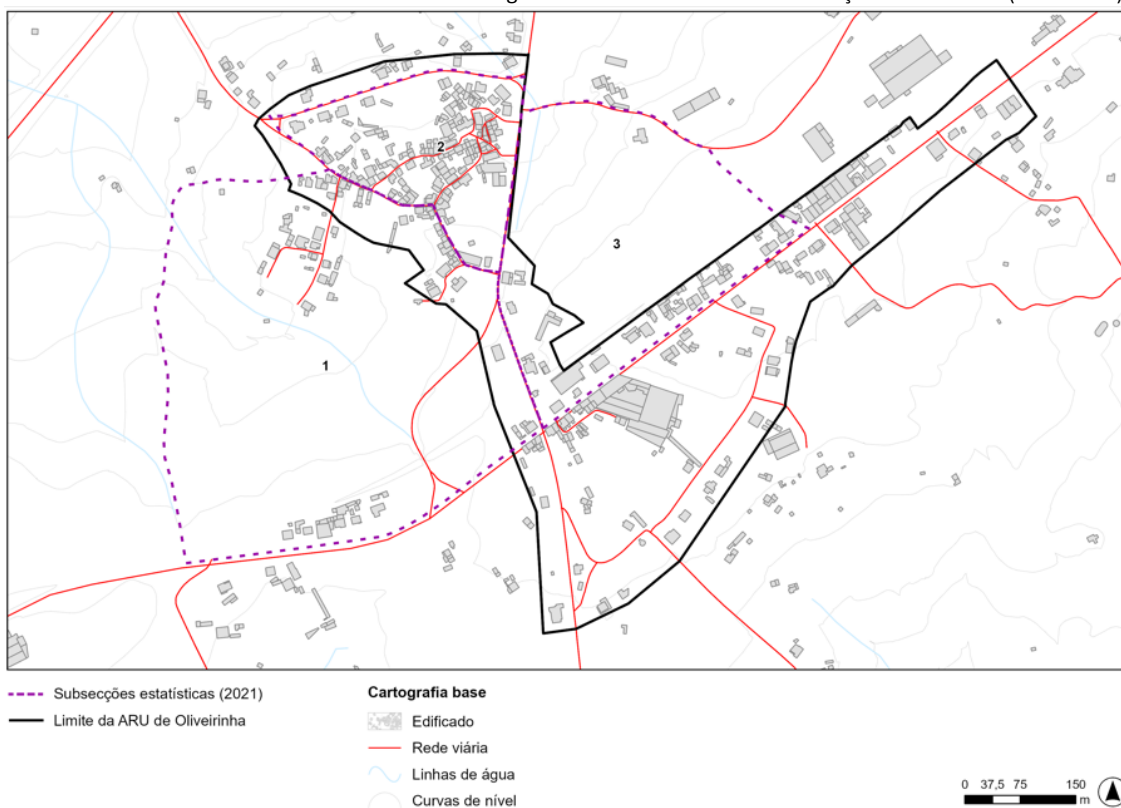 2
3
1
Subsecções estatísticas (2021)
Limite da ARU de Oliveirinha
Cartografia base
Edificado
Rede viária
Linhas de água
Curvas de nível
0 37,5 75 150
m